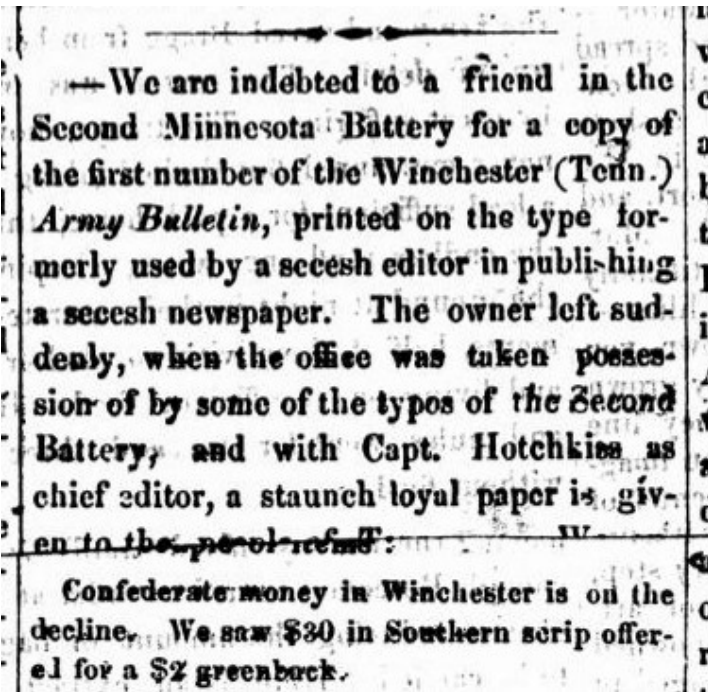 —We are indebted to a friend in the
Second Minnesota Battery for a copy of
the first number of the Winchester (Tenn.)
Army Bulletin, printed on the type for-
merly used by a secesh editor in publishing
a secesh newspaper. The owner left sud-
denly, when the office was taken posses-
sion of by some of the typos of the Second
Battery, and with Capt. Hotchkiss as
chief editor, a staunch loyal paper is giv-
en to the
Confederate money in Winchester is on the
decline. We saw $30 in Southern scrip offer-
ed for a $2 greenback.